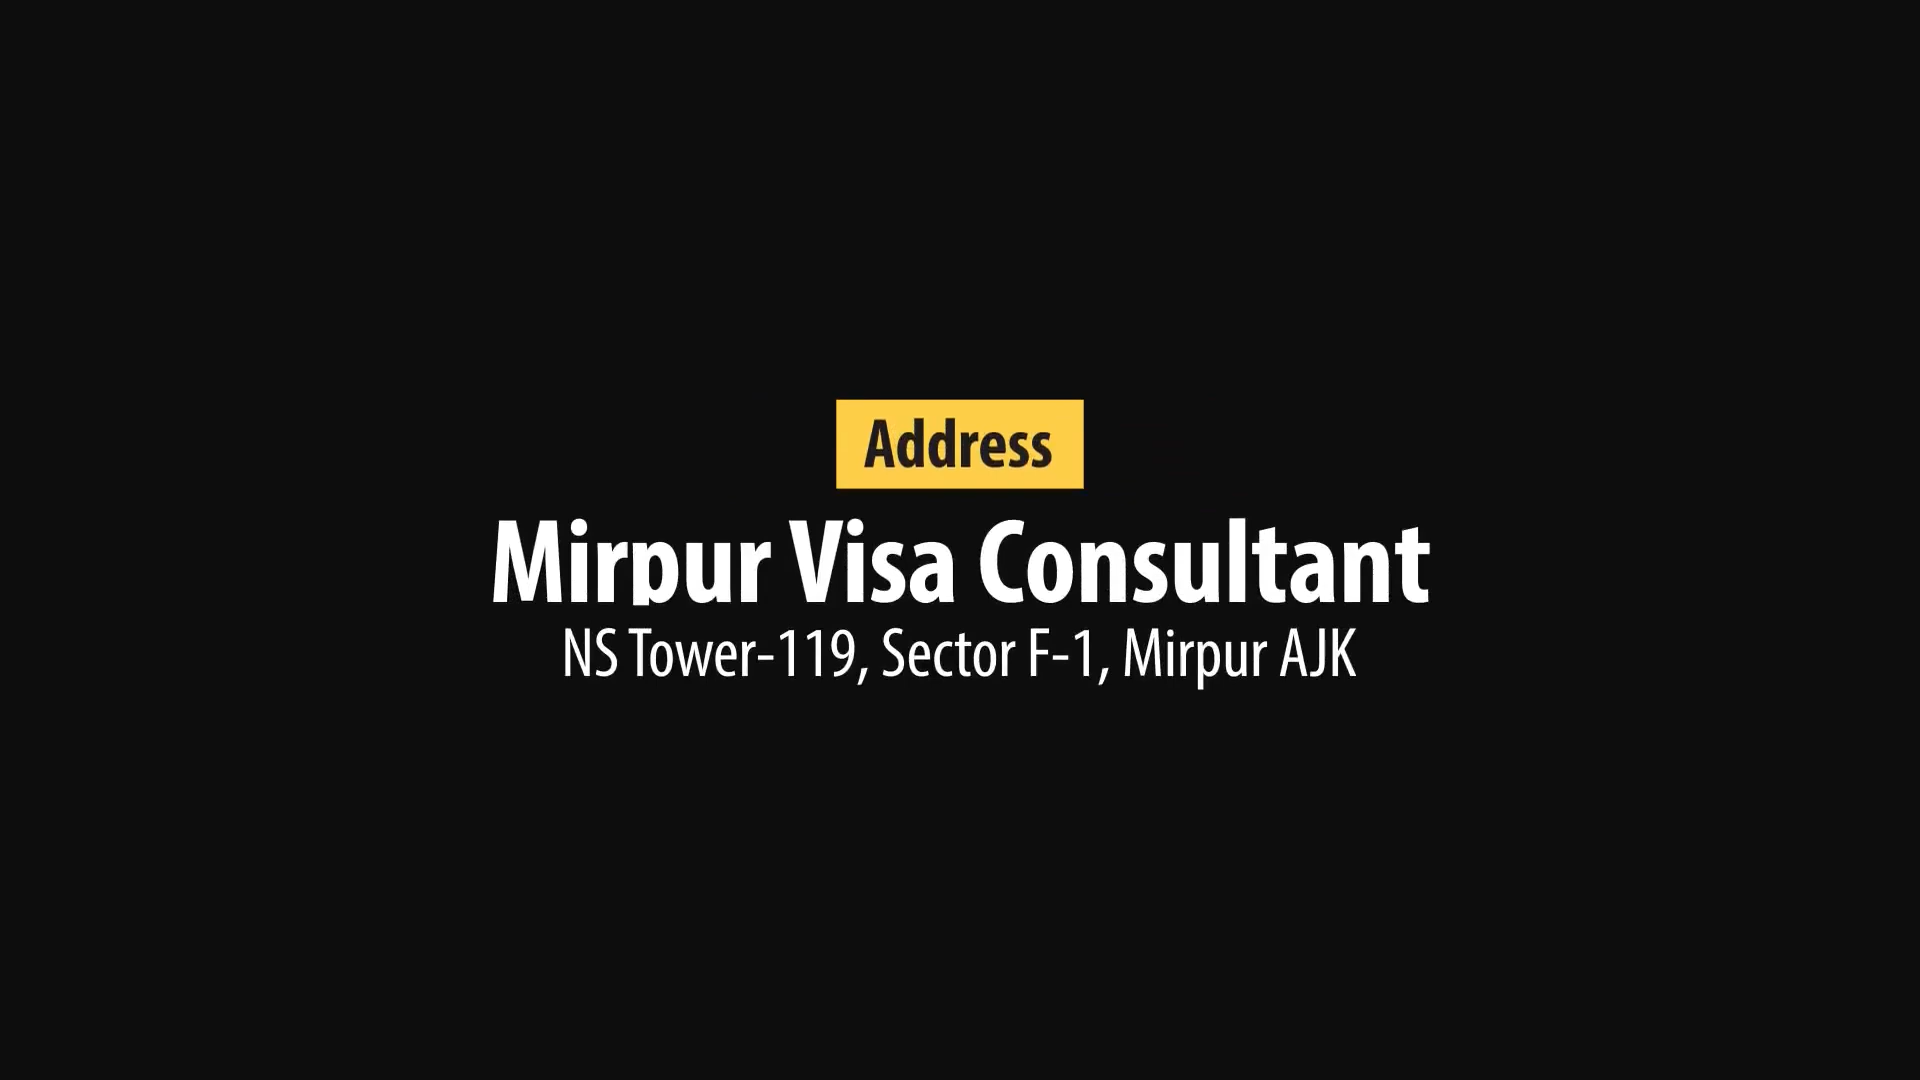 Address
Mirpur Visa Consultant
NS Tower-119, Sector F-1, Mirpur AJK